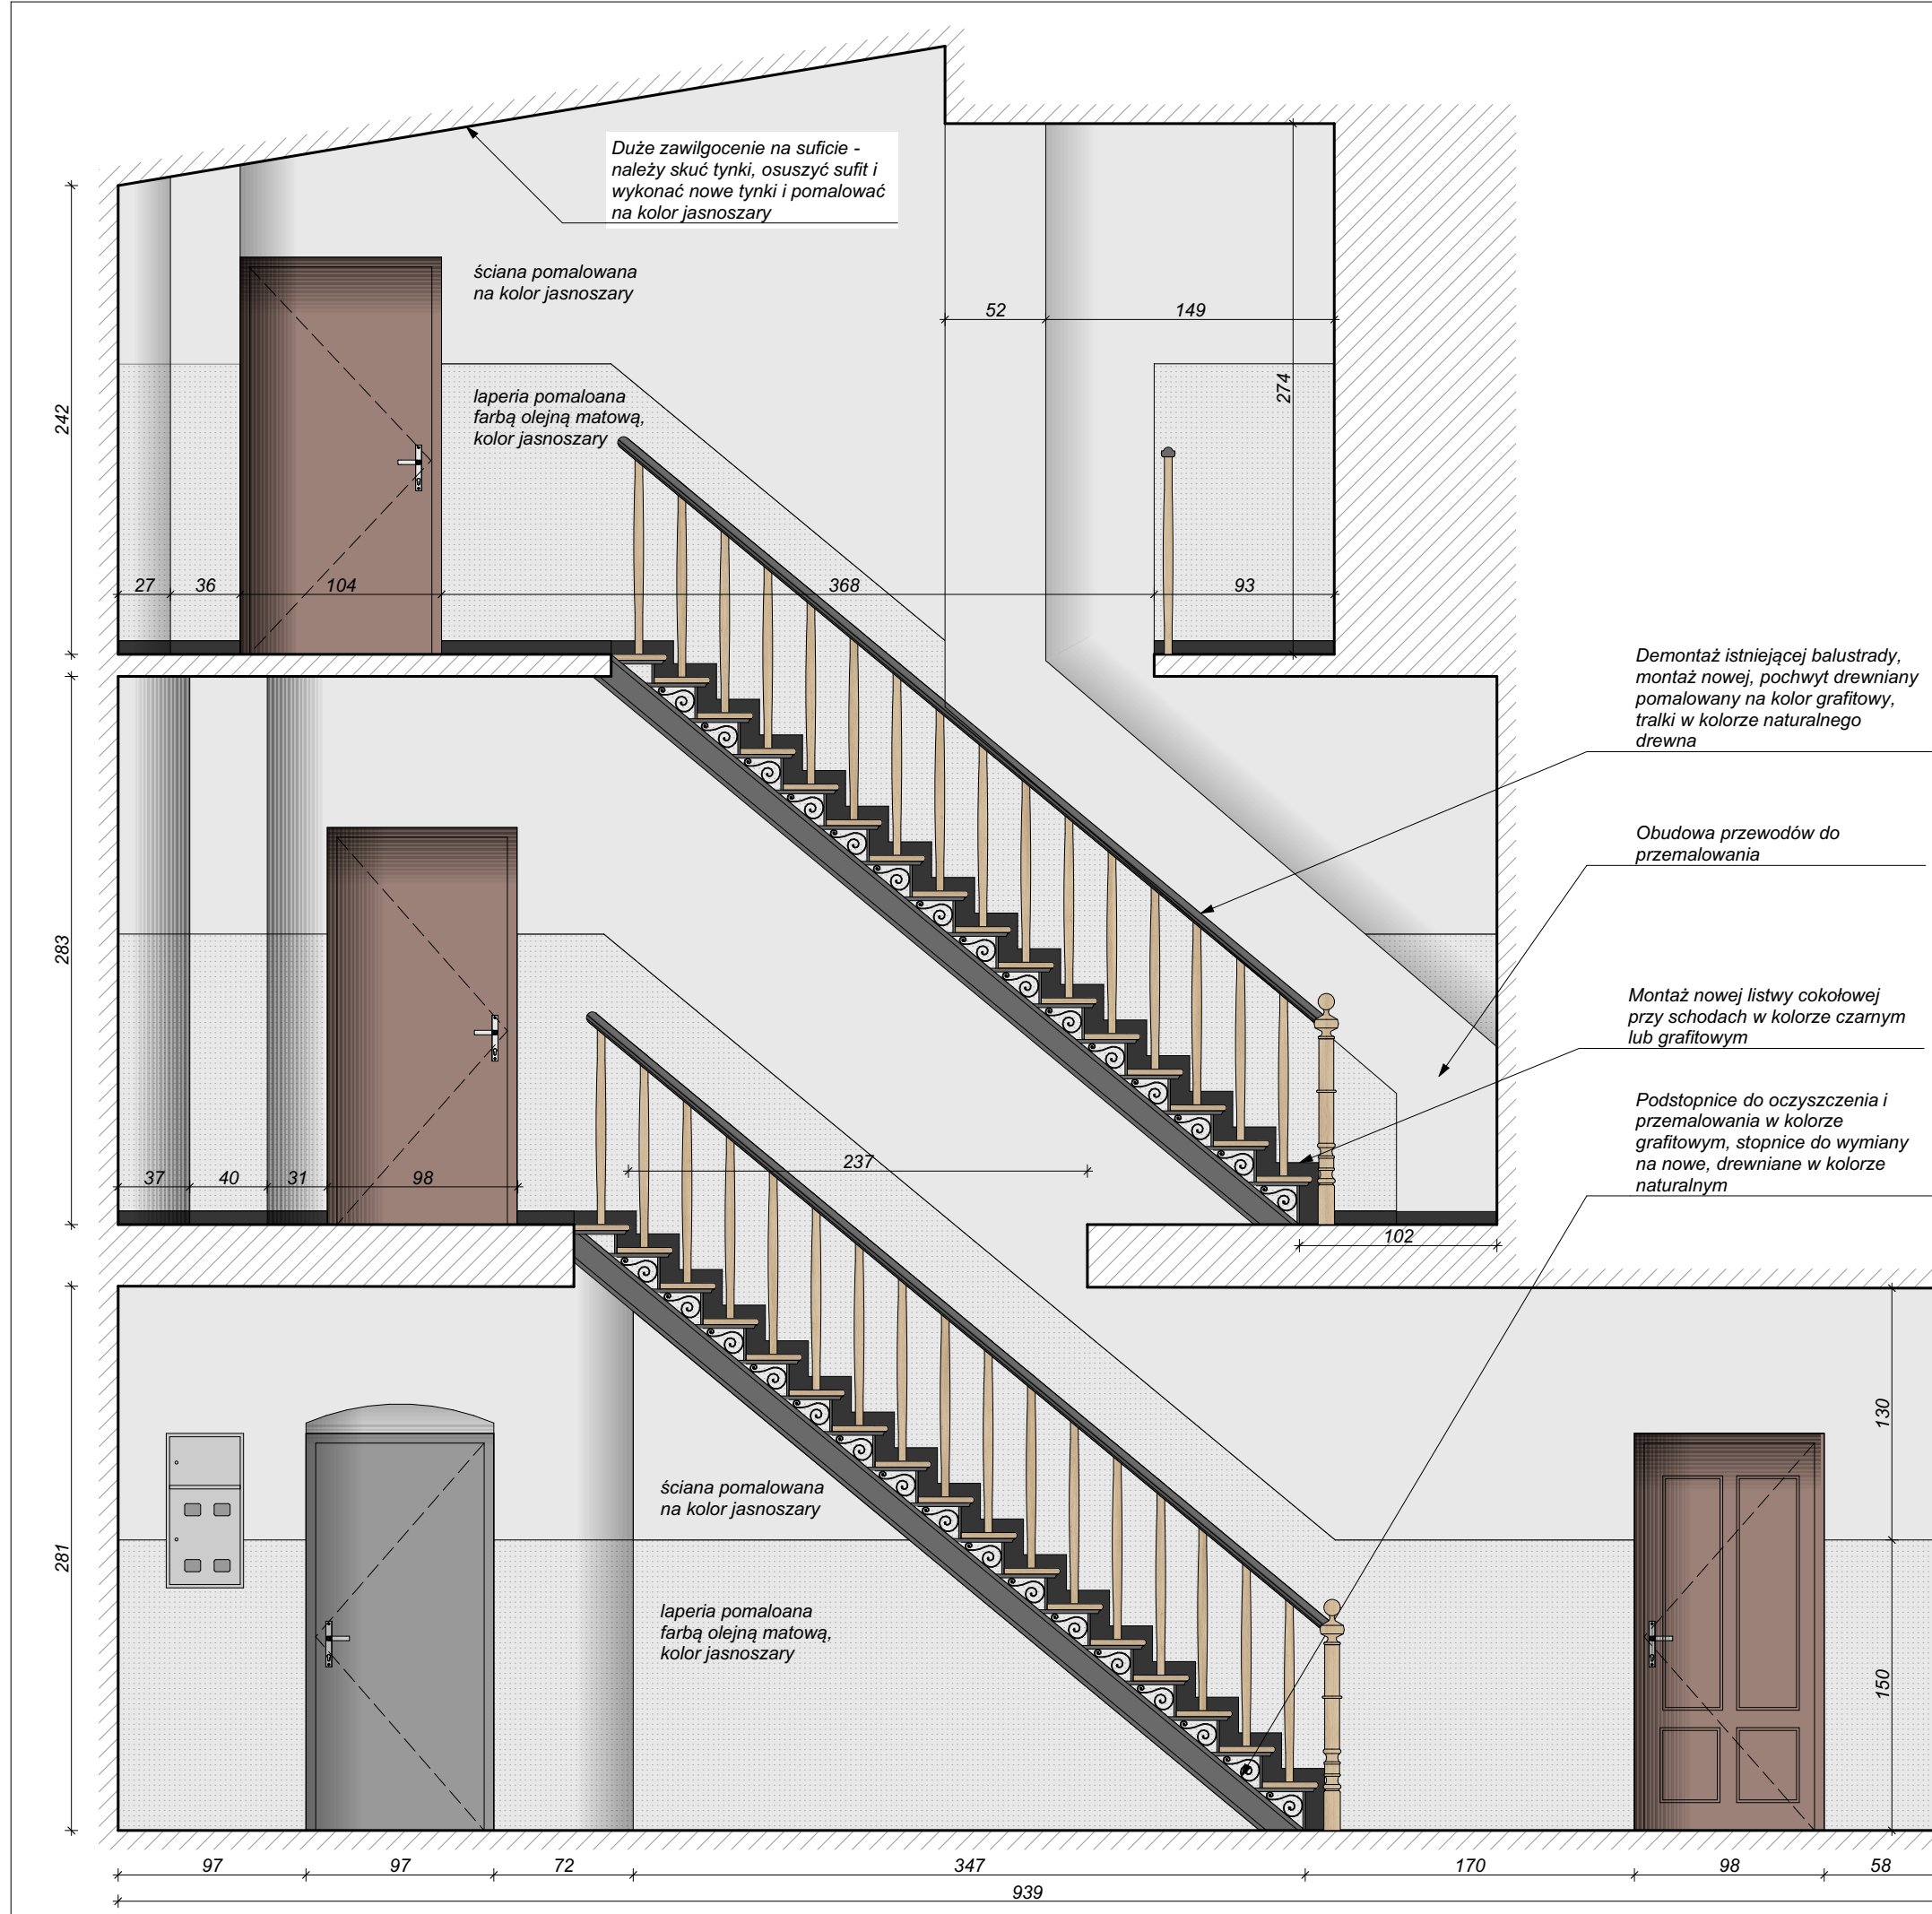 Duże zawilgocenie na suficie -
należy skuć tynki, osuszyć sufit i
wykonać nowe tynki i pomalować
na kolor jasnoszary
ściana pomalowana
na kolor jasnoszary
52
149
274
242
laperia pomaloana
farbą olejną matową,
kolor jasnoszary
27
36
104
368
93
Demontaż istniejącej balustrady,
montaż nowej, pochwyt drewniany
pomalowany na kolor grafitowy,
tralki w kolorze naturalnego
drewna
Obudowa przewodów do
przemalowania
283
Montaż nowej listwy cokołowej
przy schodach w kolorze czarnym
lub grafitowym
Podstopnice do oczyszczenia i
przemalowania w kolorze
grafitowym, stopnice do wymiany
na nowe, drewniane w kolorze
naturalnym
37
40
31
98
237
102
130
ściana pomalowana
na kolor jasnoszary
281
laperia pomaloana
farbą olejną matową,
kolor jasnoszary
150
97
97
72
347
170
98
58
939